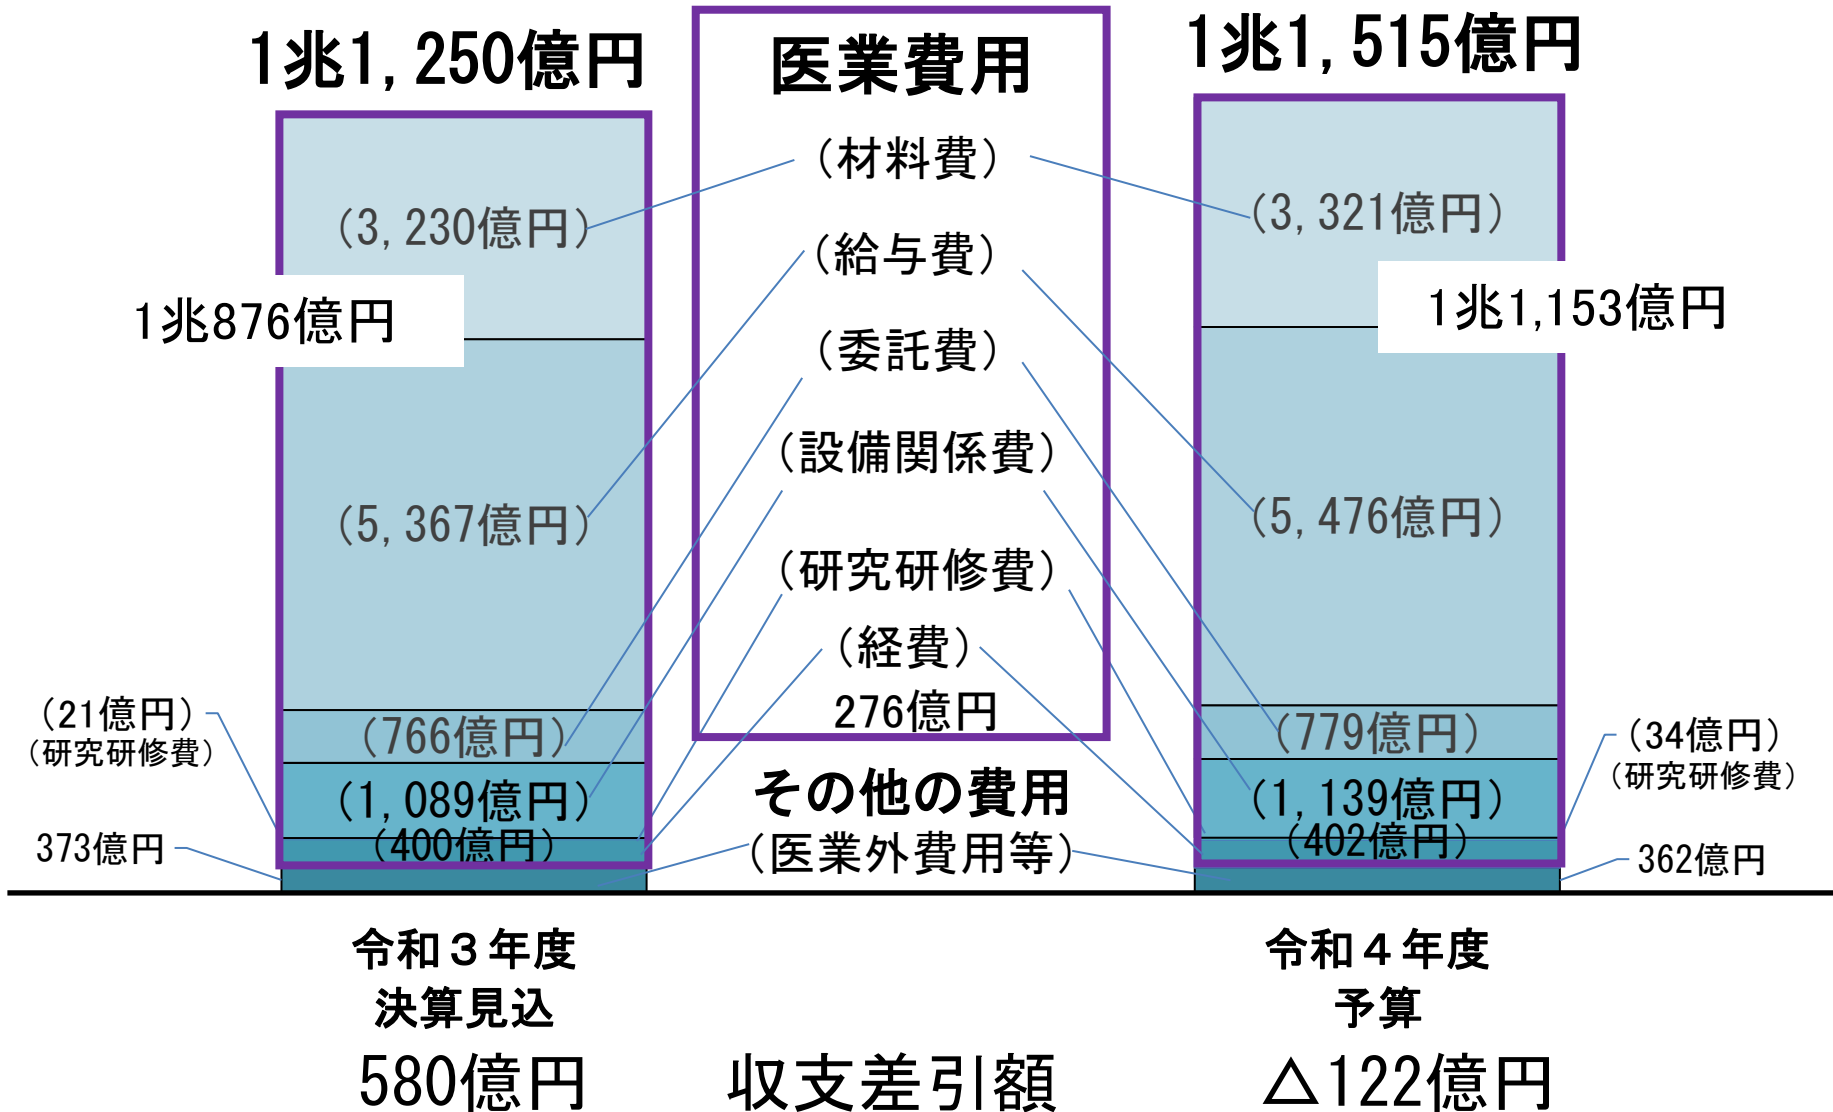 1兆1,250億円
医業費用
1兆1,515億円
(材料費)
(3,230億円)
(3,321億円)
(給与費)
1兆876億円
1兆1,153億円
(委託費)
(設備関係費)
(5,367億円)
(5,476億円)
(研究研修費)
(経費)
276億円
(21億円)
(研究研修費)
(766億円)
(779億円)
(34億円)
(研究研修費)
その他の費用
(医業外費用等)
(1,089億円)
(1,139億円)
(400億円)
(402億円)
373億円
362億円
令和3年度
決算見込
令和4年度
予算
580億円
収支差引額
△122億円